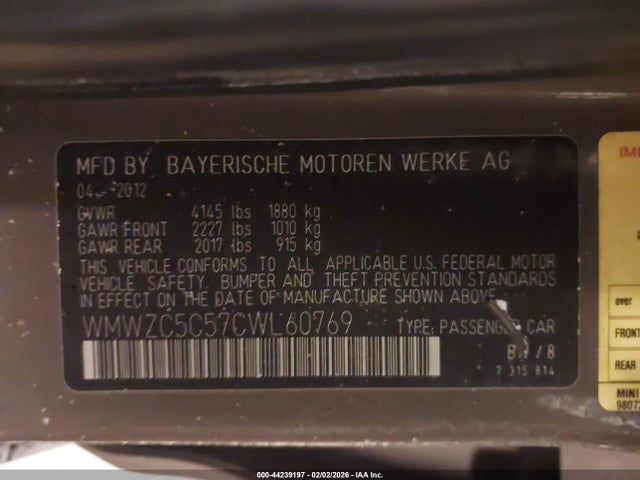 MFD BY BAYERISCHE MOTOREN WERKE AG
04 - 2012
GVWR 4145 lbs 1880 kg
GAWR FRONT 2227 lbs 1010 kg
GAWR REAR 2017 lbs 915 kg
THIS VEHICLE CONFORMS TO ALL APPLICABLE U.S. FEDERAL MOTOR
VEHICLE SAFETY, BUMPER AND THEFT PREVENTION STANDARDS
IN EFFECT ON THE DATE OF MANUFACTURE SHOWN ABOVE.
WMWZC5C57CWL60769 TYPE: PASSENGER CAR
7 315 814
over
FRONT
REAR
MINI
9807
000-44239197 - 02/02/2026 - IAA Inc.